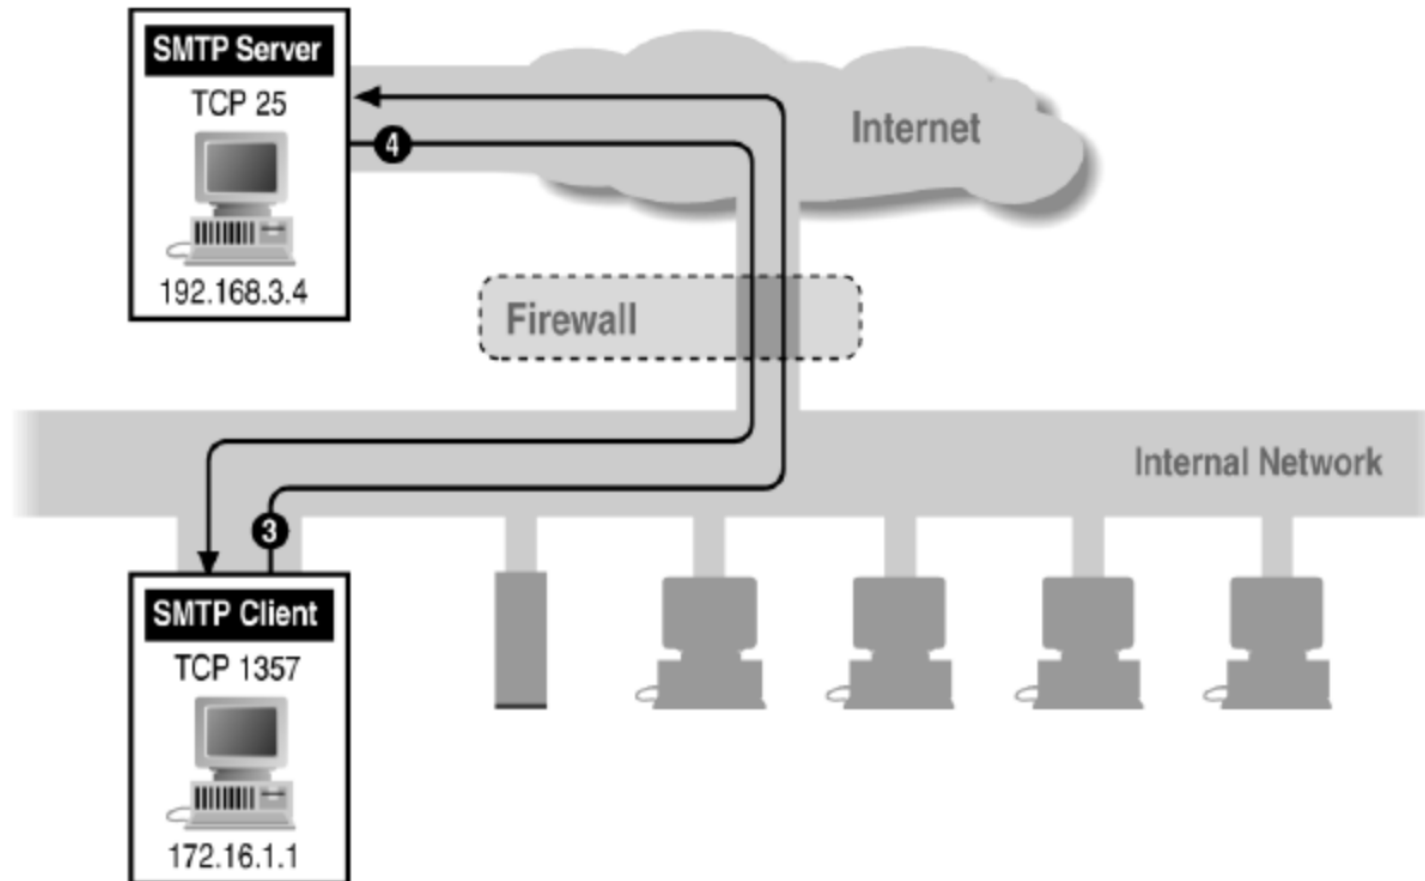 SMTP Server
TCP 25
192.168.3.4
4
Internet
Firewall
Internal Network
3
SMTP Client
TCP 1357
172.16.1.1